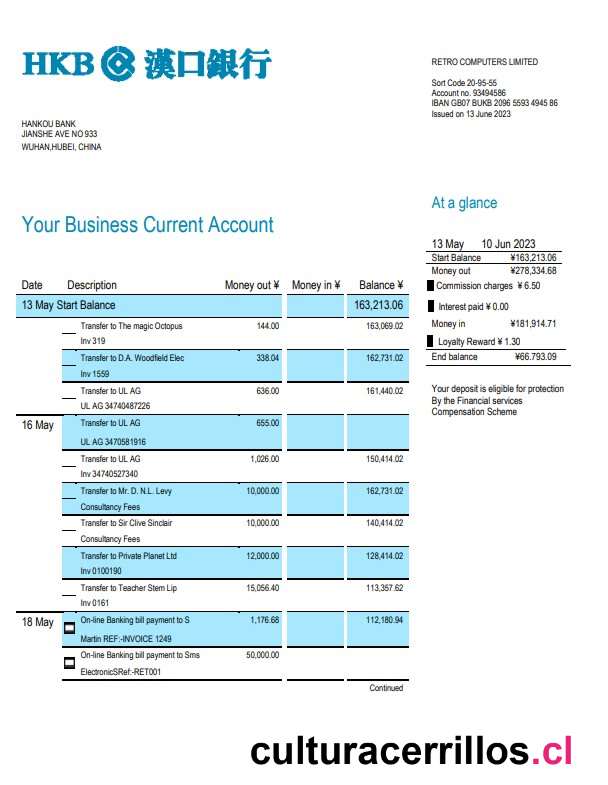 HKB 漢口銀行
RETRO COMPUTERS LIMITED
Sort Code 20-95-55
Account no. 93494586
IBAN GB07 BUKB 2096 5593 4945 86
Issued on 13 June 2023
HANKOU BANK
JIANSHE AVE NO 933
WUHAN,HUBEI, CHINA
At a glance
Your Business Current Account
13 May 10 Jun 2023
Start Balance ¥163,213.06
Money out ¥278,334.68
Commission charges ¥ 6.50
Interest paid ¥ 0.00
Money in ¥181,914.71
Loyalty Reward ¥ 1.30
End balance ¥66.793.09
Your deposit is eligible for protection
By the Financial services
Compensation Scheme
Date Description Money out ¥ Money in ¥ Balance ¥
13 May Start Balance 163,213.06
Transfer to The magic Octopus 144.00 163,069.02
Inv 319
Transfer to D.A. Woodfield Elec 338.04 162,731.02
Inv 1559
Transfer to UL AG 636.00 161,440.02
UL AG 34740487226
16 May Transfer to UL AG 655.00
UL AG 3470581916
Transfer to UL AG 1,026.00 150,414.02
Inv 34740527340
Transfer to Mr. D. N.L. Levy 10,000.00 162,731.02
Consultancy Fees
Transfer to Sir Clive Sinclair 10,000.00 140,414.02
Consultancy Fees
Transfer to Private Planet Ltd 12,000.00 128,414.02
Inv 0100190
Transfer to Teacher Stem Lip 15,056.40 113,357.62
Inv 0161
18 May On-line Banking bill payment to S 1,176.68 112,180.94
Martin REF:-INVOICE 1249
On-line Banking bill payment to Sms 50,000.00
ElectronicSRef:-RET001
Continued
culturacerrillos.cl